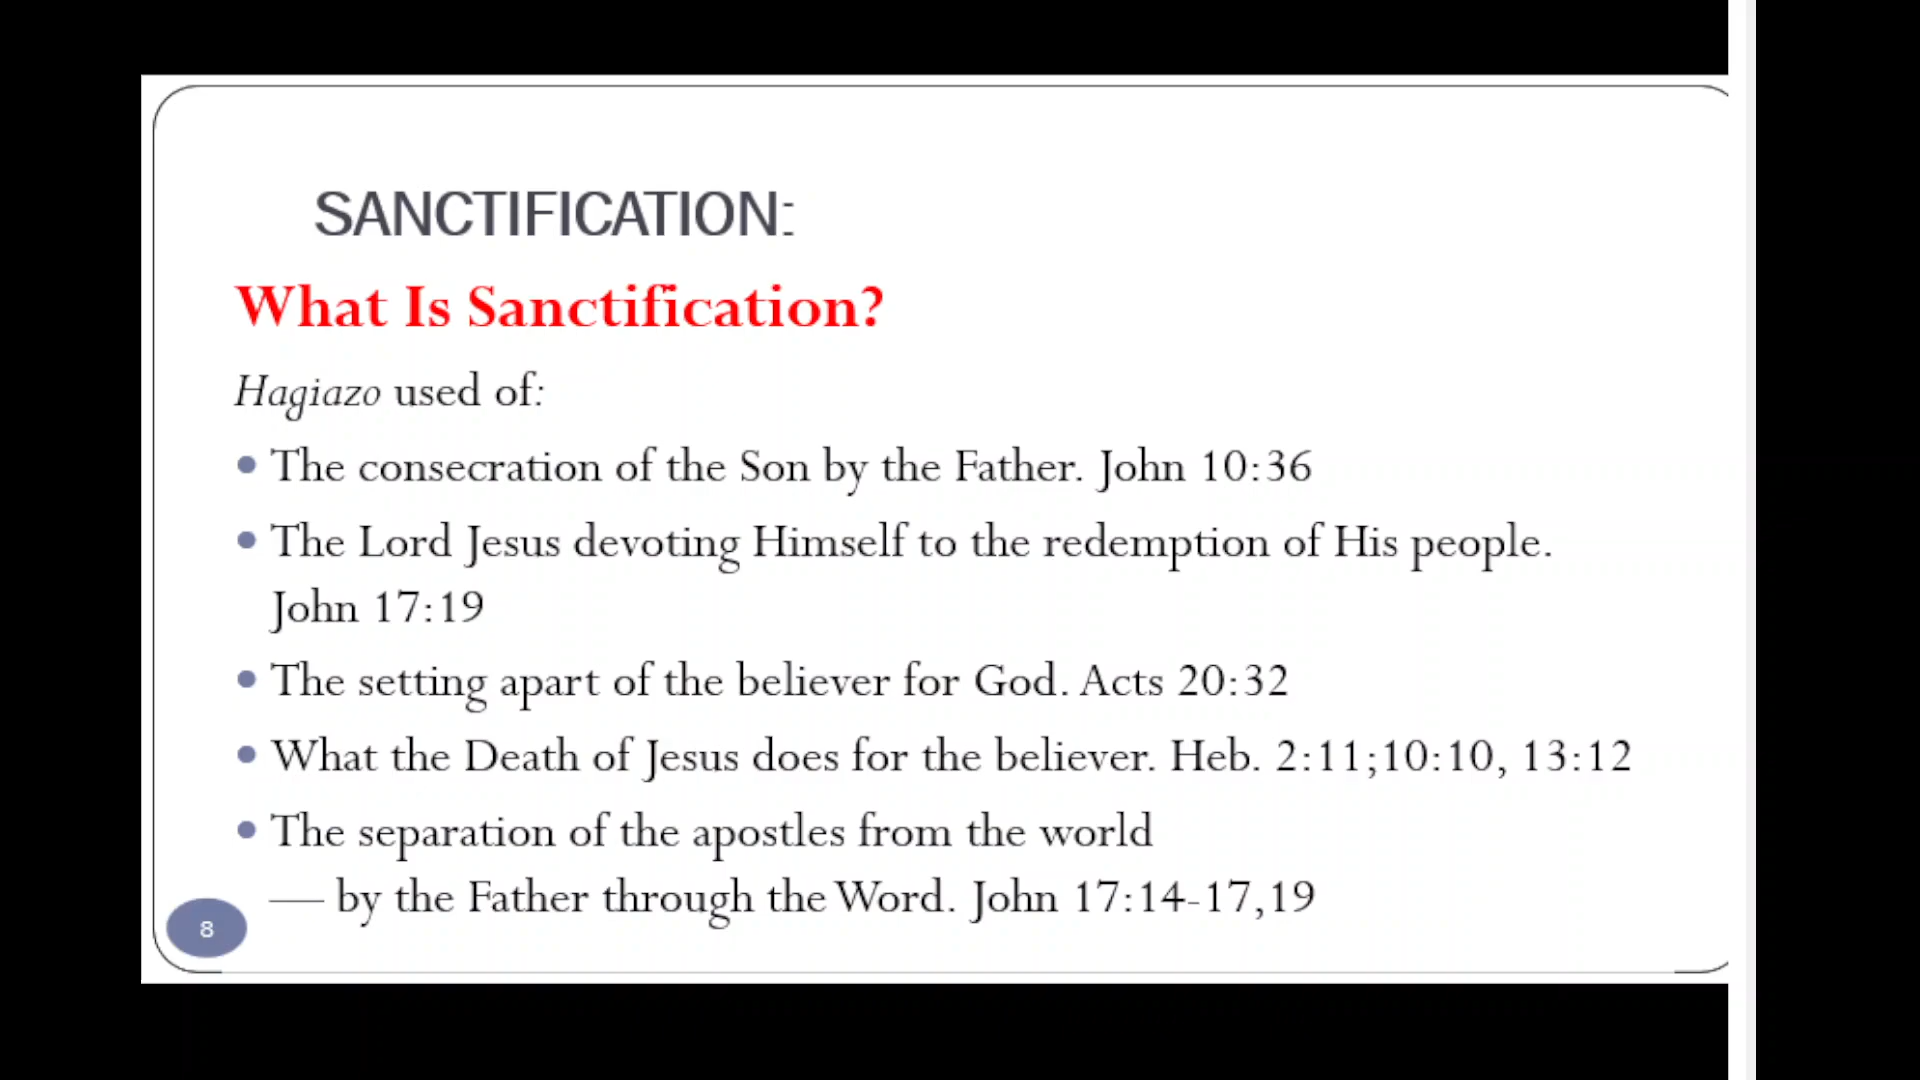 SANCTIFICATION:
What Is Sanctification?
Hagiazo used of:
• The consecration of the Son by the Father. John 10:36
• The Lord Jesus devoting Himself to the redemption of His people.
John 17:19
• The setting apart of the believer for God. Acts 20:32
• What the Death of Jesus does for the believer. Heb. 2:11;10:10, 13:12
• The separation of the apostles from the world
— by the Father through the Word. John 17:14-17,19
8